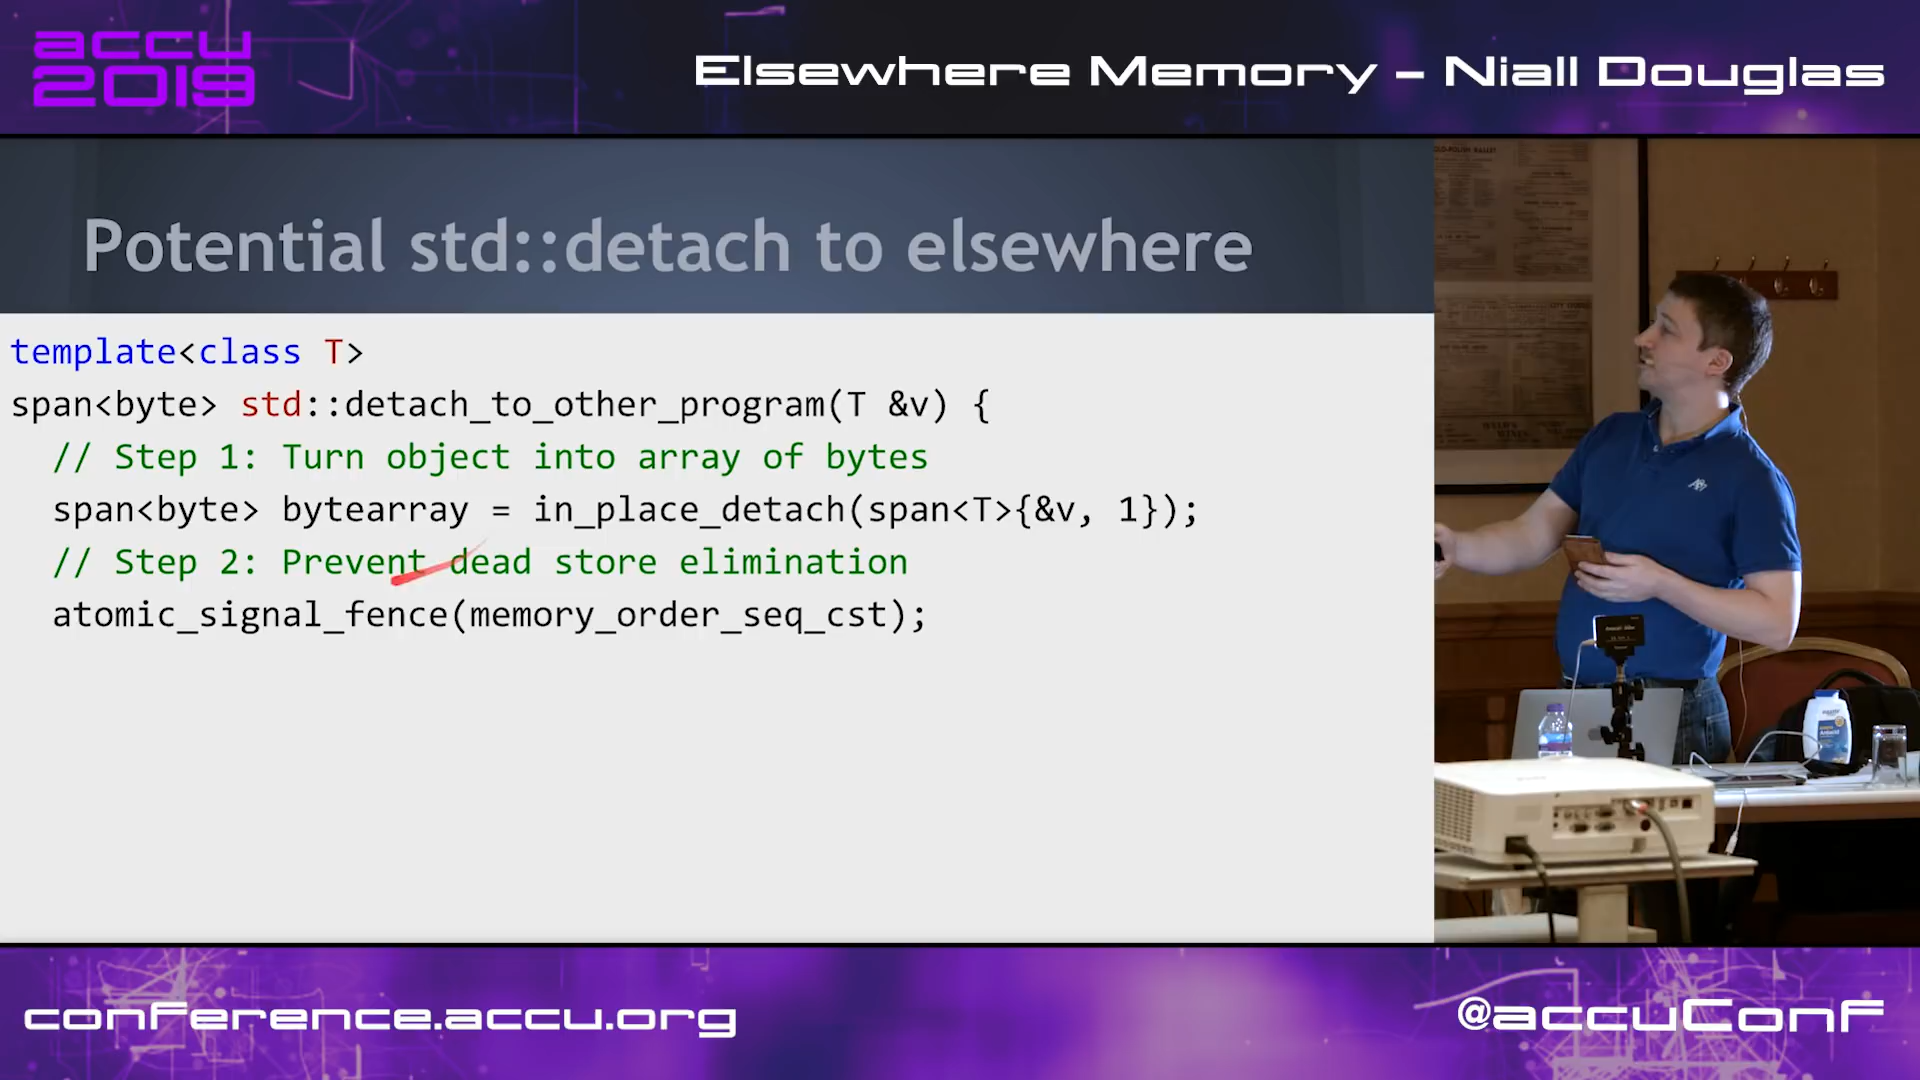 accu
2019
Elsewhere Memory – Niall Douglas
Potential std::detach to elsewhere
template<class T>
span<byte> std::detach_to_other_program(T &v) {
// Step 1: Turn object into array of bytes
span<byte> bytearray = in_place_detach(span<T>{&v, 1});
// Step 2: Prevent dead store elimination
atomic_signal_fence(memory_order_seq_cst);
conference.accu.org
@accuConf